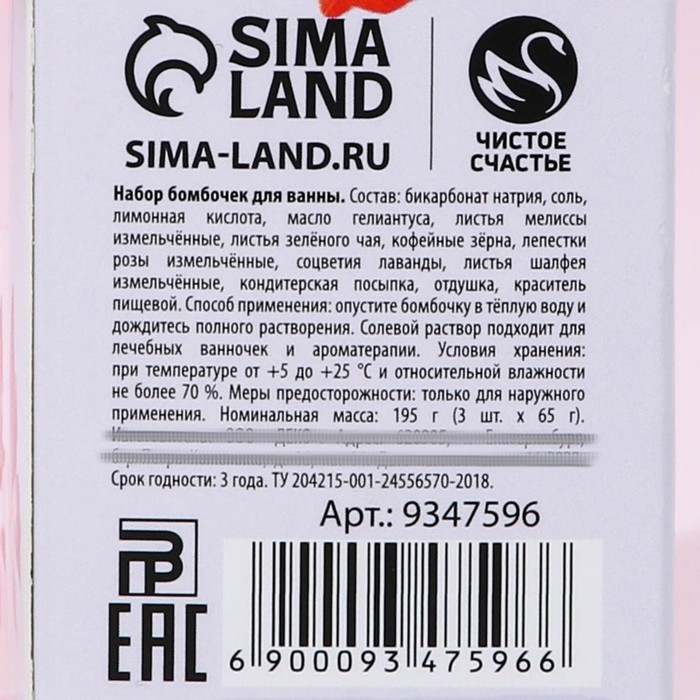 SIMA
LAND
SIMA-LAND.RU
ЧИСТОЕ
СЧАСТЬЕ
Набор бомбочек для ванны. Состав: бикарбонат натрия, соль,
лимонная кислота, масло гелиантуса, листья мелиссы
измельчённые, листья зелёного чая, кофейные зёрна, лепестки
розы измельчённые, соцветия лаванды, листья шалфея
измельчённые, кондитерская посыпка, отдушка, краситель
пищевой. Способ применения: опустите бомбочку в тёплую воду и
дождитесь полного растворения. Солевой раствор подходит для
лечебных ванночек и ароматерапии. Условия хранения:
при температуре от +5 до +25 °С и относительной влажности
не более 70 %. Меры предосторожности: только для наружного
применения. Номинальная масса: 195 г (3 шт. х 65 г).
Срок годности: 3 года. ТУ 204215-001-24556570-2018.
Арт.: 9347596
РВ
EAC
6 900093 475966